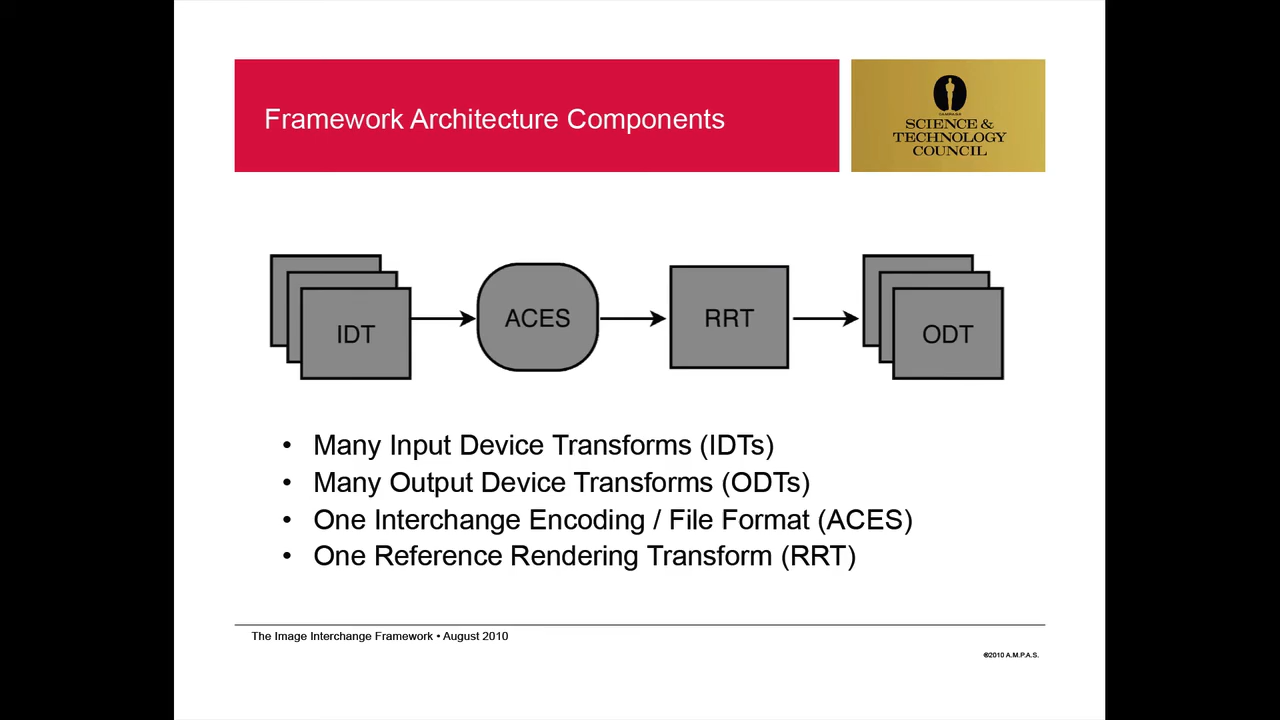 Framework Architecture Components
SCIENCE &
TECHNOLOGY
COUNCIL
IDT
ACES
RRT
ODT
• Many Input Device Transforms (IDTs)
• Many Output Device Transforms (ODTs)
• One Interchange Encoding / File Format (ACES)
• One Reference Rendering Transform (RRT)
The Image Interchange Framework • August 2010
©2010 A.M.P.A.S.